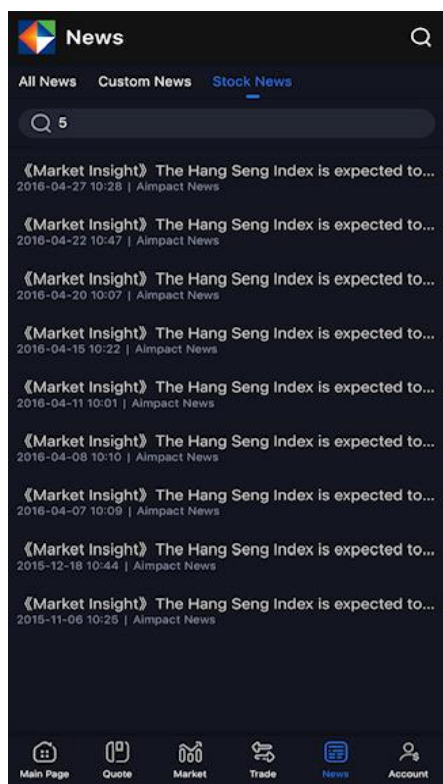 News
All News Custom News Stock News
5
《Market Insight》 The Hang Seng Index is expected to...
2016-04-27 10:28 | Aimpact News
《Market Insight》 The Hang Seng Index is expected to...
2016-04-22 10:47 | Aimpact News
《Market Insight》 The Hang Seng Index is expected to...
2016-04-20 10:07 | Aimpact News
《Market Insight》 The Hang Seng Index is expected to...
2016-04-15 10:22 | Aimpact News
《Market Insight》 The Hang Seng Index is expected to...
2016-04-11 10:01 | Aimpact News
《Market Insight》 The Hang Seng Index is expected to...
2016-04-08 10:10 | Aimpact News
《Market Insight》 The Hang Seng Index is expected to...
2016-04-07 10:09 | Aimpact News
《Market Insight》 The Hang Seng Index is expected to...
2015-12-18 10:44 | Aimpact News
《Market Insight》 The Hang Seng Index is expected to...
2015-11-06 10:25 | Aimpact News
Main Page Quote Market Trade News Account